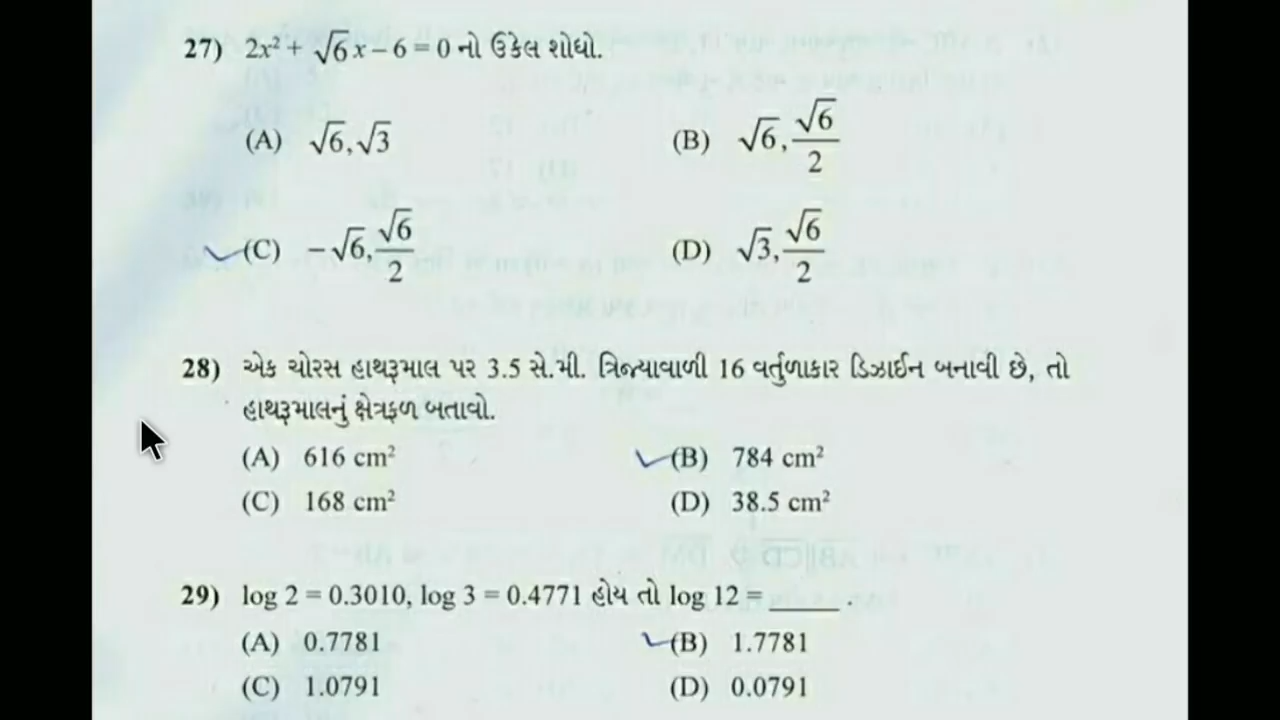 27) 2x² + √6 x – 6 = 0 નો ઉકેલ શોધો.
(A) √6, √3
(B) √6, √6/2
(C) –√6, √6/2
(D) √3, √6/2
28) એક ચોરસ હાથરૂમાલ પર 3.5 સે.મી. ત્રિજ્યાવાળી 16 વર્તુળાકાર ડિઝાઈન બનાવી છે, તો
હાથરૂમાલનું ક્ષેત્રફળ બતાવો.
(A) 616 cm²
(B) 784 cm²
(C) 168 cm²
(D) 38.5 cm²
29) log 2 = 0.3010, log 3 = 0.4771 હોય તો log 12 = _____ .
(A) 0.7781
(B) 1.7781
(C) 1.0791
(D) 0.0791